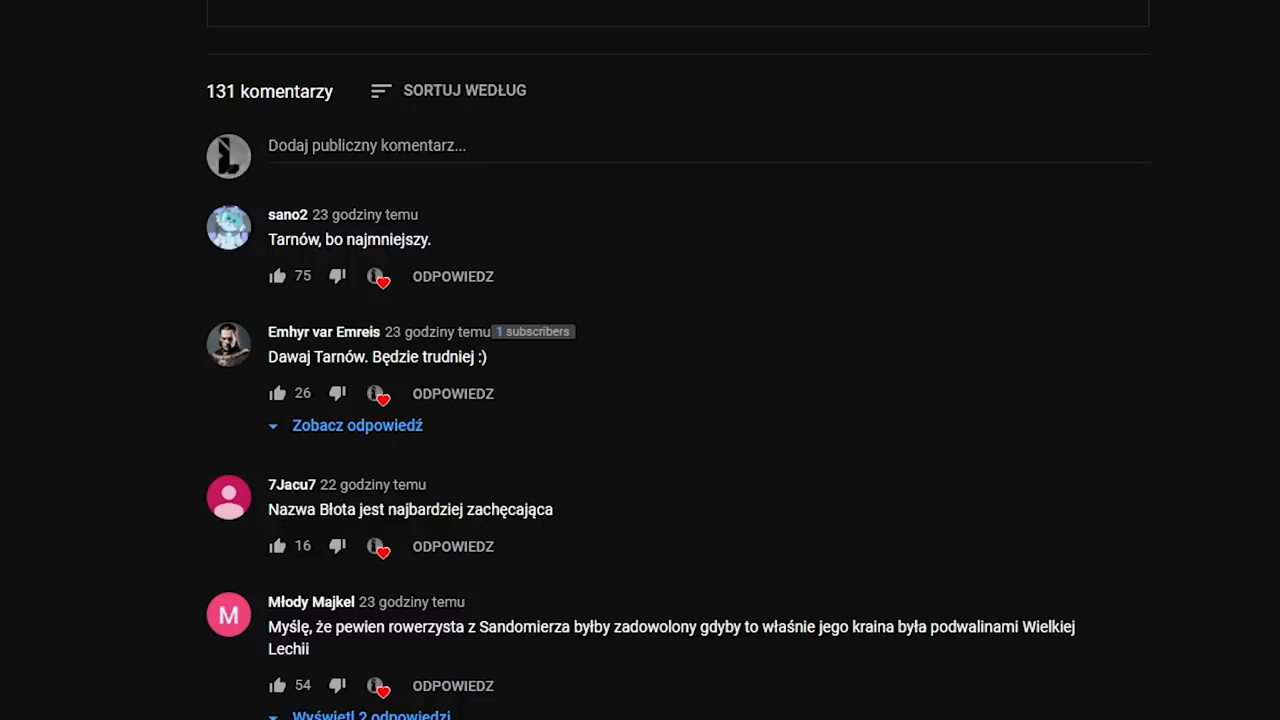 131 komentarzy SORTUJ WEDŁUG
Dodaj publiczny komentarz...
sano2 23 godziny temu
Tarnów, bo najmniejszy.
75 ODPOWIEDZ
Emhyr var Emreis 23 godziny temu 1 subscribers
Dawaj Tarnów. Będzie trudniej :)
26 ODPOWIEDZ
Zobacz odpowiedź
7Jacu7 22 godziny temu
Nazwa Błota jest najbardziej zachęcająca
16 ODPOWIEDZ
M
Młody Majkel 23 godziny temu
Myślę, że pewien rowerzysta z Sandomierza byłby zadowolony gdyby to właśnie jego kraina była podwalinami Wielkiej
Lechii
54 ODPOWIEDZ
Wyświetl 2 odpowiedzi